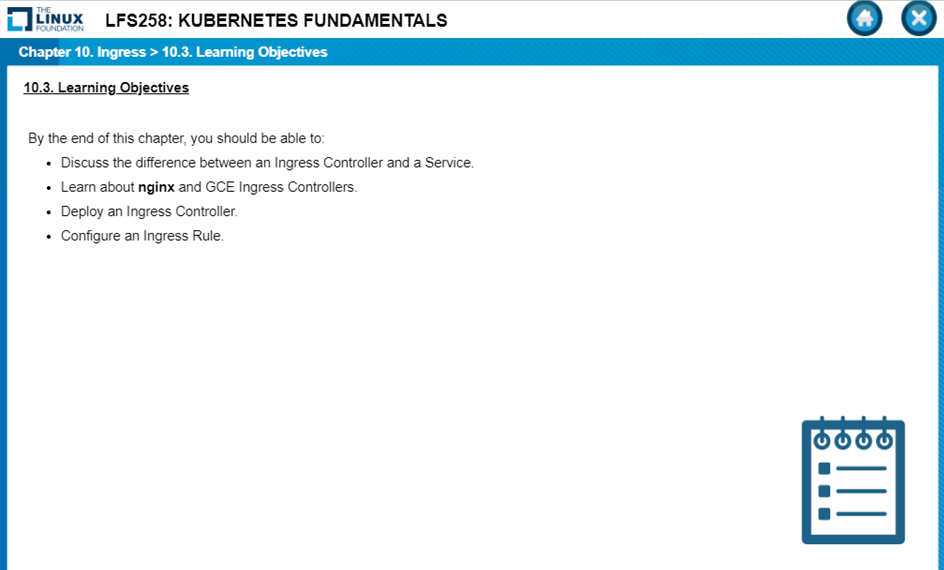 THE
LINUX
FOUNDATION
LFS258: KUBERNETES FUNDAMENTALS
Chapter 10. Ingress > 10.3. Learning Objectives
10.3. Learning Objectives
By the end of this chapter, you should be able to:
• Discuss the difference between an Ingress Controller and a Service.
• Learn about nginx and GCE Ingress Controllers.
• Deploy an Ingress Controller.
• Configure an Ingress Rule.